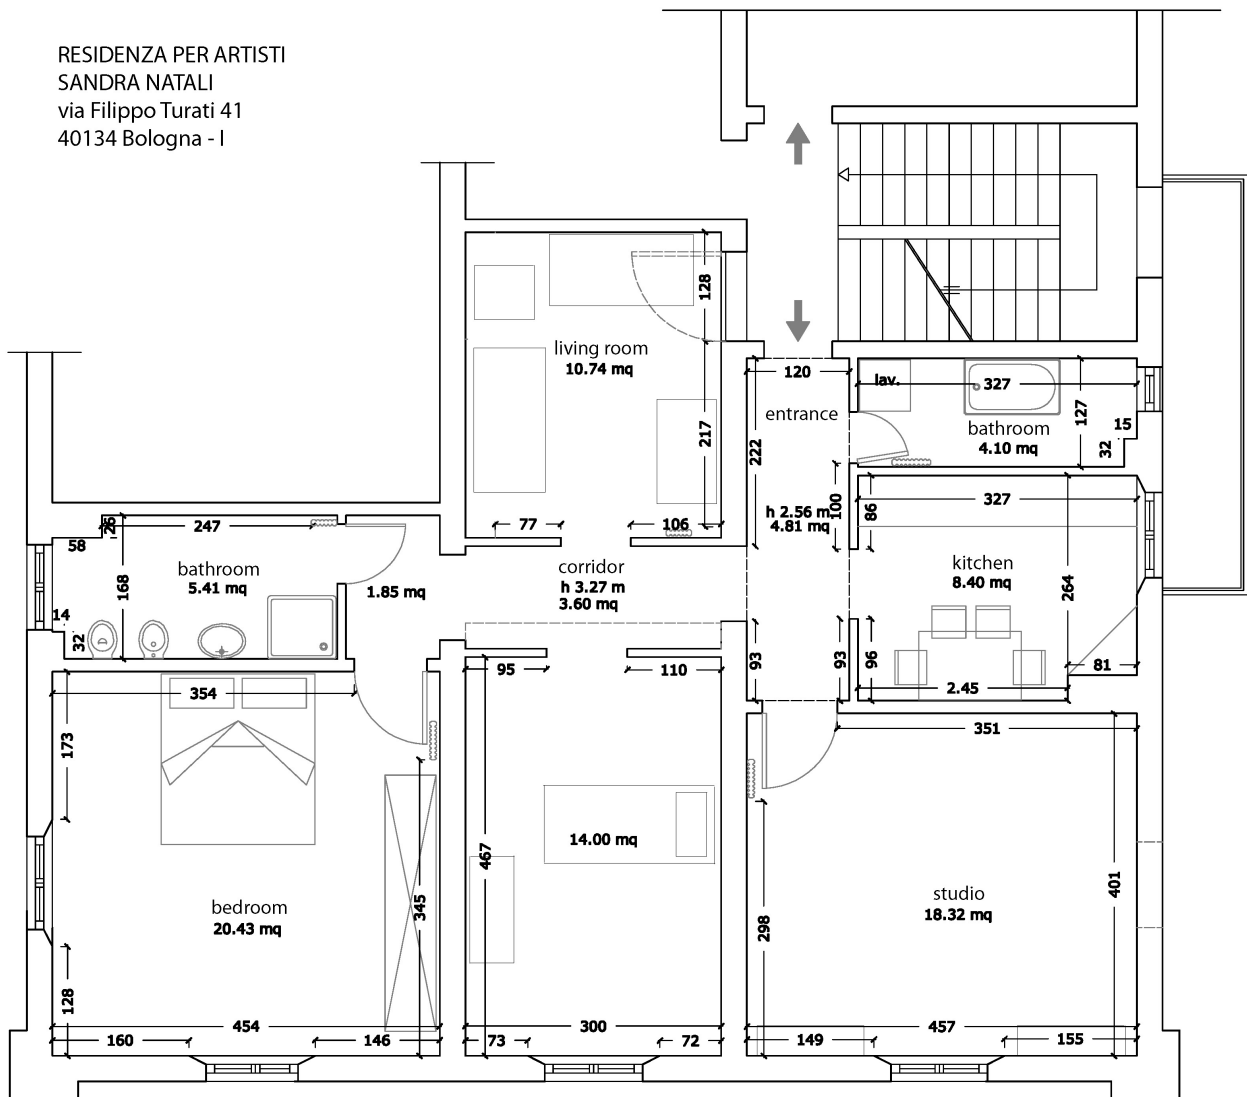 RESIDENZA PER ARTISTI
SANDRA NATALI
via Filippo Turati 41
40134 Bologna - I
128
living room
10.74 mq
217
77
106
120
entrance
222
h 2.56 m
4.81 mq
100
lav.
327
127
15
32
bathroom
4.10 mq
327
86
kitchen
8.40 mq
264
96
2.45
81
26
247
58
168
bathroom
5.41 mq
14
32
1.85 mq
corridor
h 3.27 m
3.60 mq
93
93
95
110
354
173
bedroom
20.43 mq
345
128
454
160
146
467
14.00 mq
300
73
72
351
401
298
studio
18.32 mq
457
149
155